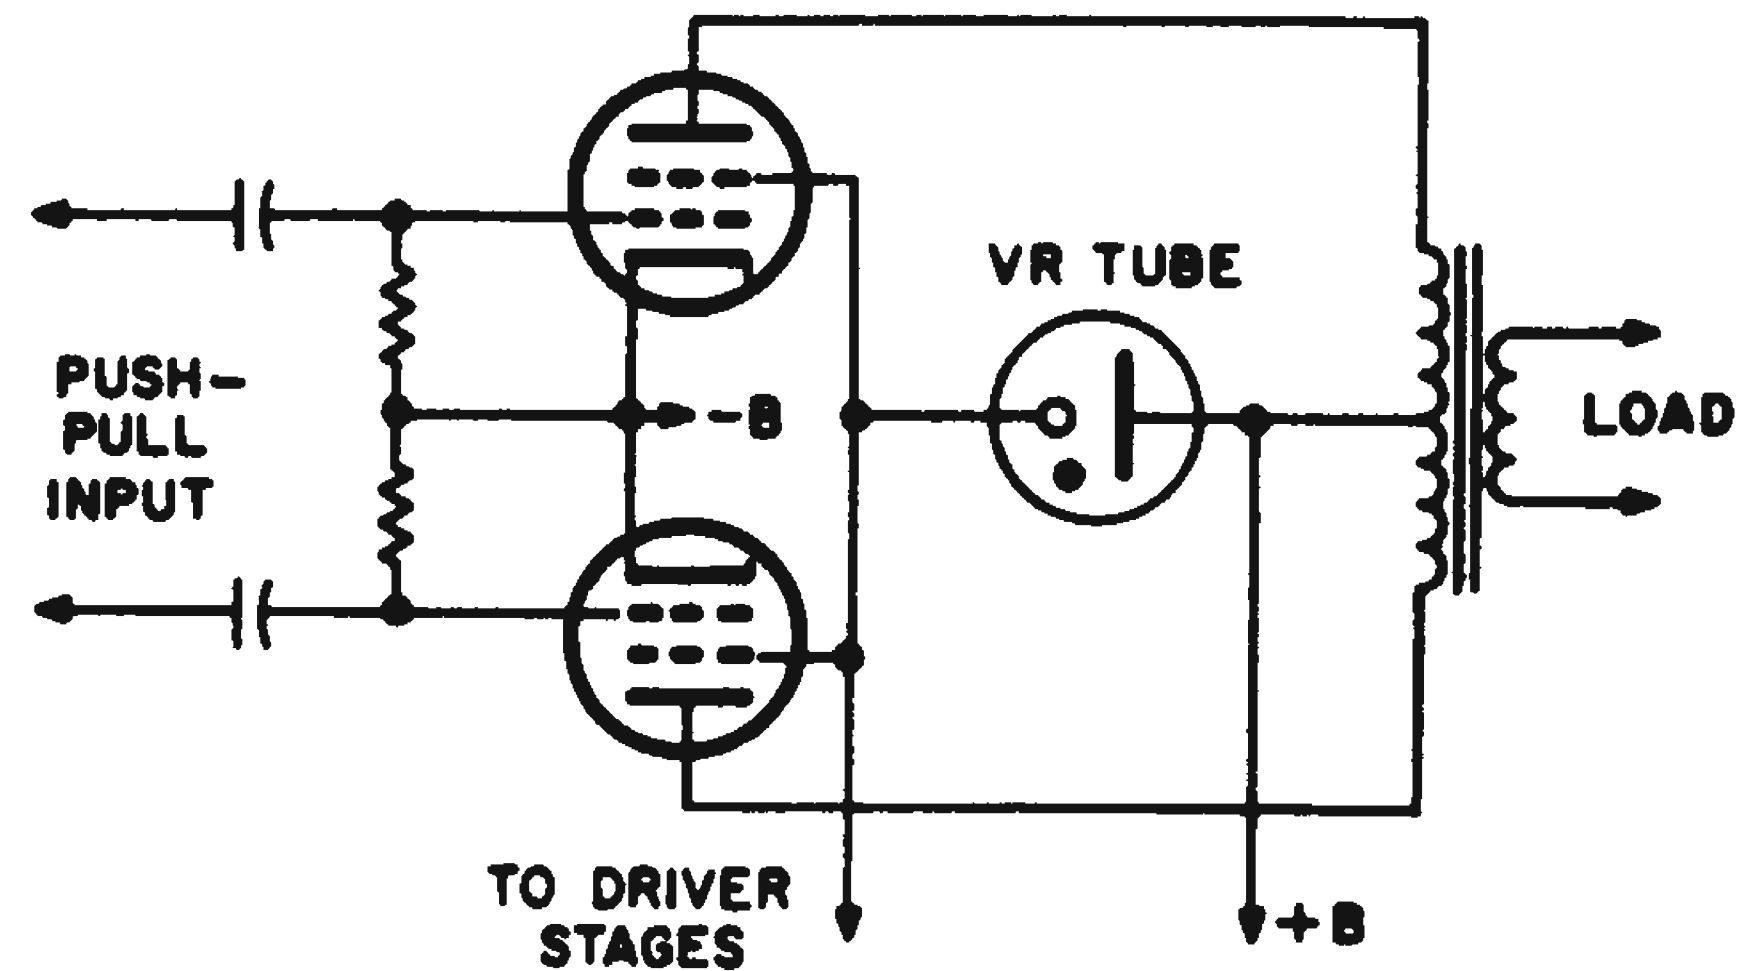 VR TUBE
PUSH-
PULL
INPUT
-B
LOAD
TO DRIVER
STAGES
+B